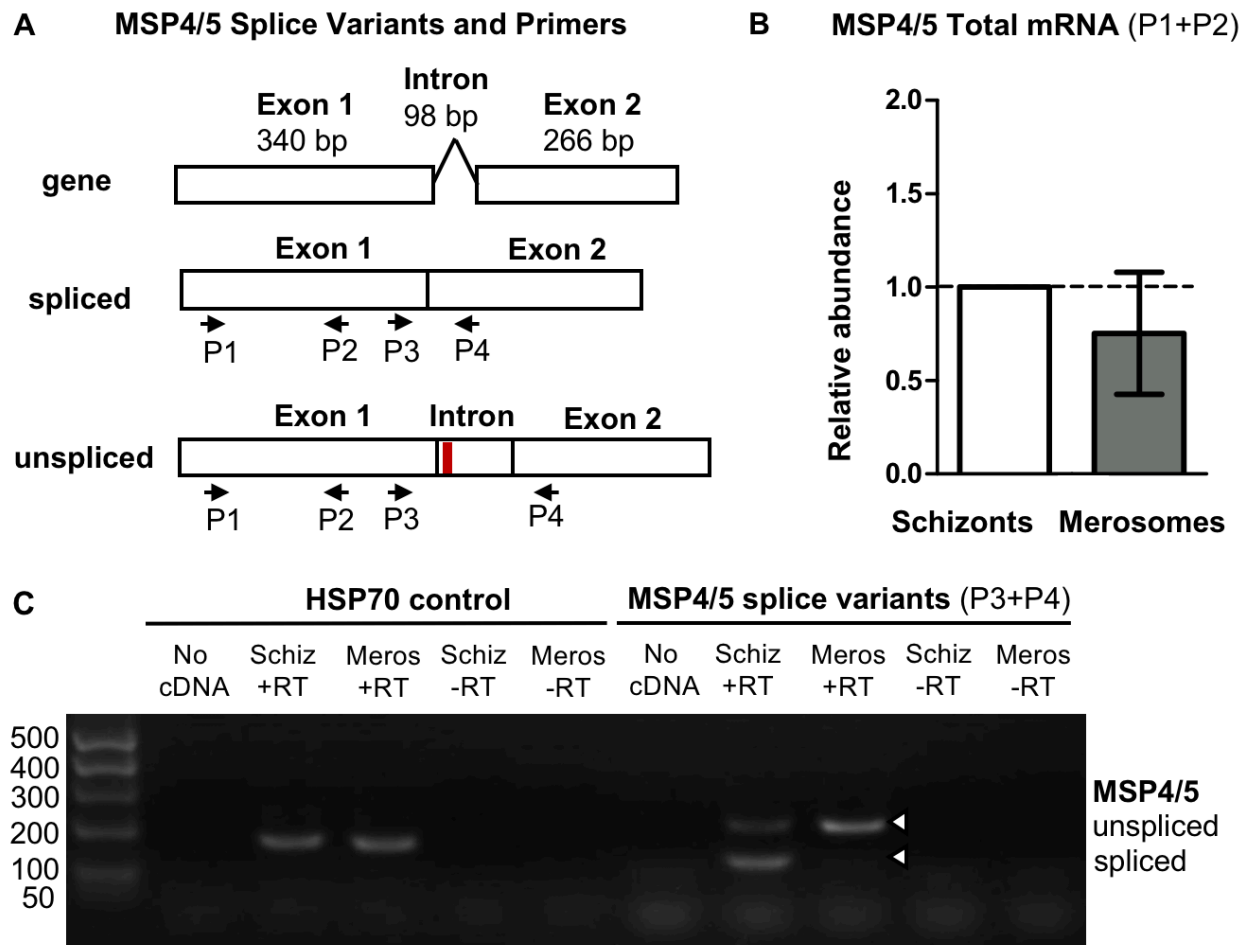 A
MSP4/5 Splice Variants and Primers
Exon 1
340 bp
Intron
98 bp
Exon 2
266 bp
gene
Exon 1
Exon 2
spliced
P1
P2
P3
P4
Exon 1
Intron
Exon 2
unspliced
P1
P2
P3
P4
B
MSP4/5 Total mRNA (P1+P2)
Relative abundance
2.0
1.5
1.0
0.5
0.0
Schizonts
Merosomes
C
HSP70 control
MSP4/5 splice variants (P3+P4)
No cDNA
Schiz +RT
Meros +RT
Schiz -RT
Meros -RT
No cDNA
Schiz +RT
Meros +RT
Schiz -RT
Meros -RT
500
400
300
200
100
50
MSP4/5
unspliced
spliced